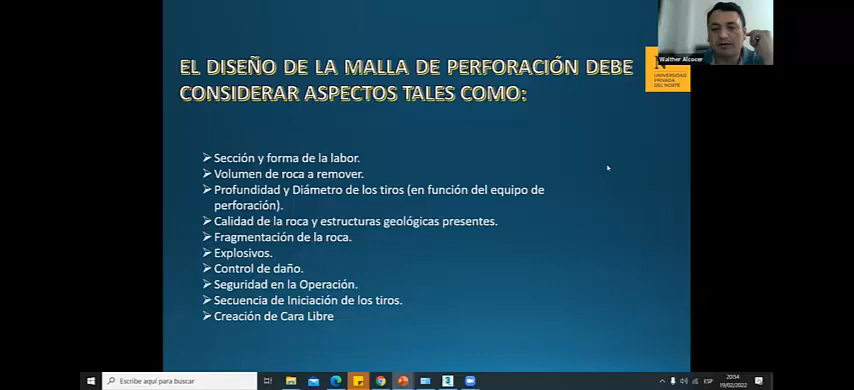 Walther Alcocer
EL DISEÑO DE LA MALLA DE PERFORACIÓN DEBE
CONSIDERAR ASPECTOS TALES COMO:
N
UNIVERSIDAD
PRIVADA
DEL NORTE
➢Sección y forma de la labor.
➢Volumen de roca a remover.
➢Profundidad y Diámetro de los tiros (en función del equipo de
perforación).
➢Calidad de la roca y estructuras geológicas presentes.
➢Fragmentación de la roca.
➢Explosivos.
➢Control de daño.
➢Seguridad en la Operación.
➢Secuencia de Iniciación de los tiros.
➢Creación de Cara Libre
Escribe aquí para buscar
ESP
20:54
19/02/2022